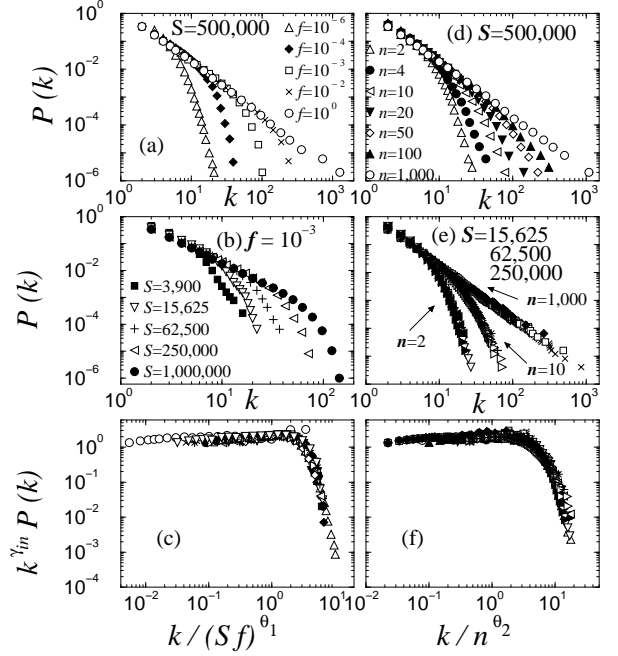 S=500,000
f=10^-6
f=10^-4
f=10^-3
f=10^-2
f=10^0
(a)
P(k)
10^0
10^-2
10^-4
10^-6
10^0 10^1 10^2 10^3
k
(d) S=500,000
n=2
n=4
n=10
n=20
n=50
n=100
n=1,000
10^0 10^1 10^2 10^3
k
(b) f = 10^-3
S=3,900
S=15,625
S=62,500
S=250,000
S=1,000,000
P(k)
10^0
10^-2
10^-4
10^-6
10^0 10^1 10^2
k
(e) S=15,625
62,500
250,000
n=1,000
n=2
n=10
10^0 10^1 10^2 10^3
k
(c)
k^γin P(k)
10^0
10^-1
10^-2
10^-3
10^-4
10^-2 10^-1 10^0 10^1
k / (Sf)^θ1
(f)
10^-2 10^-1 10^0 10^1
k / n^θ2